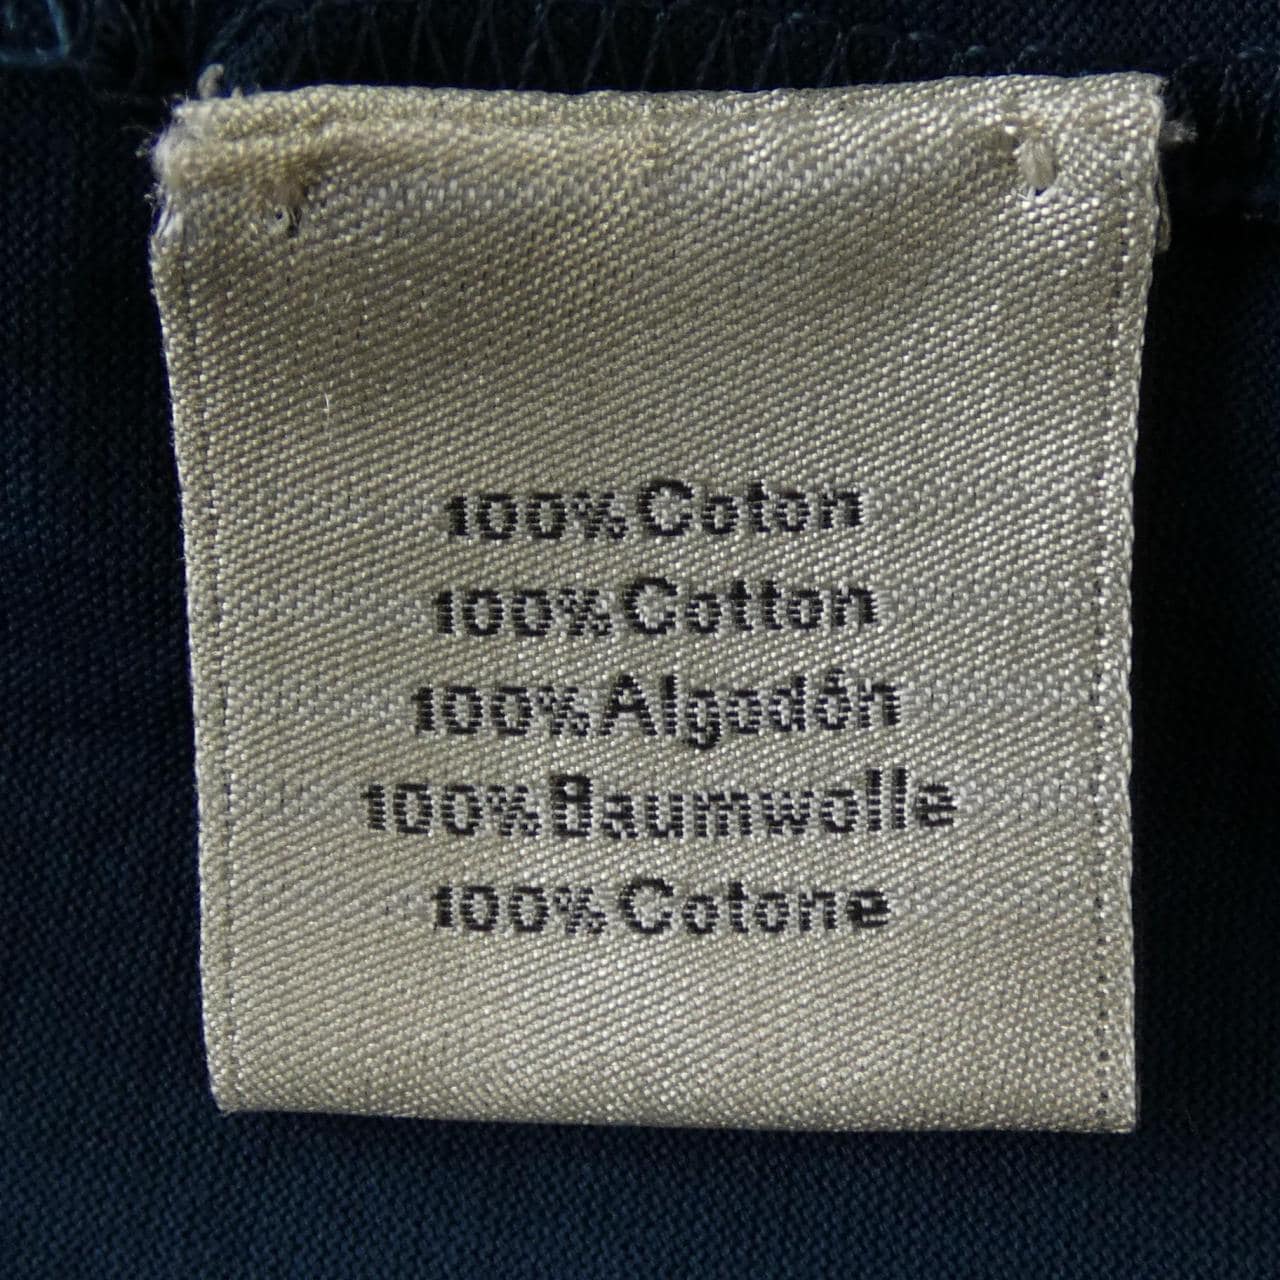 100% Coton
100% Cotton
100% Algodón
100% Baumwolle
100% Cotone